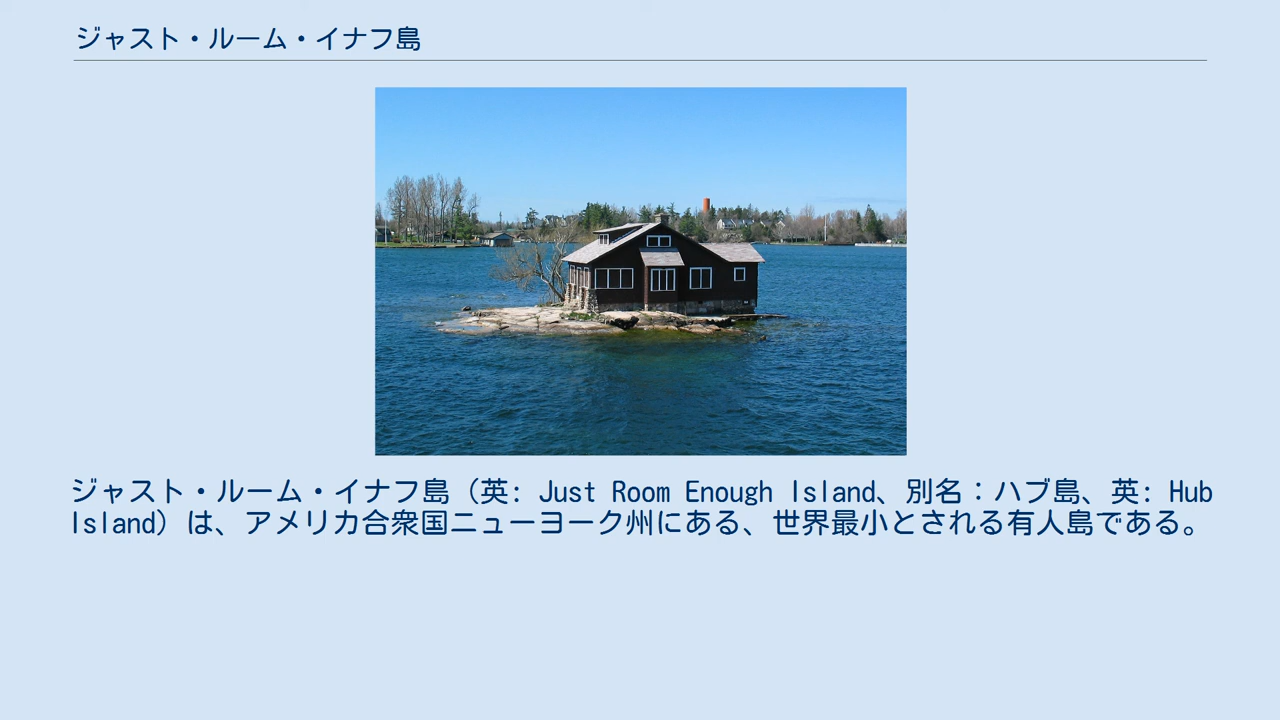 ジャスト・ルーム・イナフ島
ジャスト・ルーム・イナフ島（英: Just Room Enough Island、別名：ハブ島、英: Hub
Island）は、アメリカ合衆国ニューヨーク州にある、世界最小とされる有人島である。